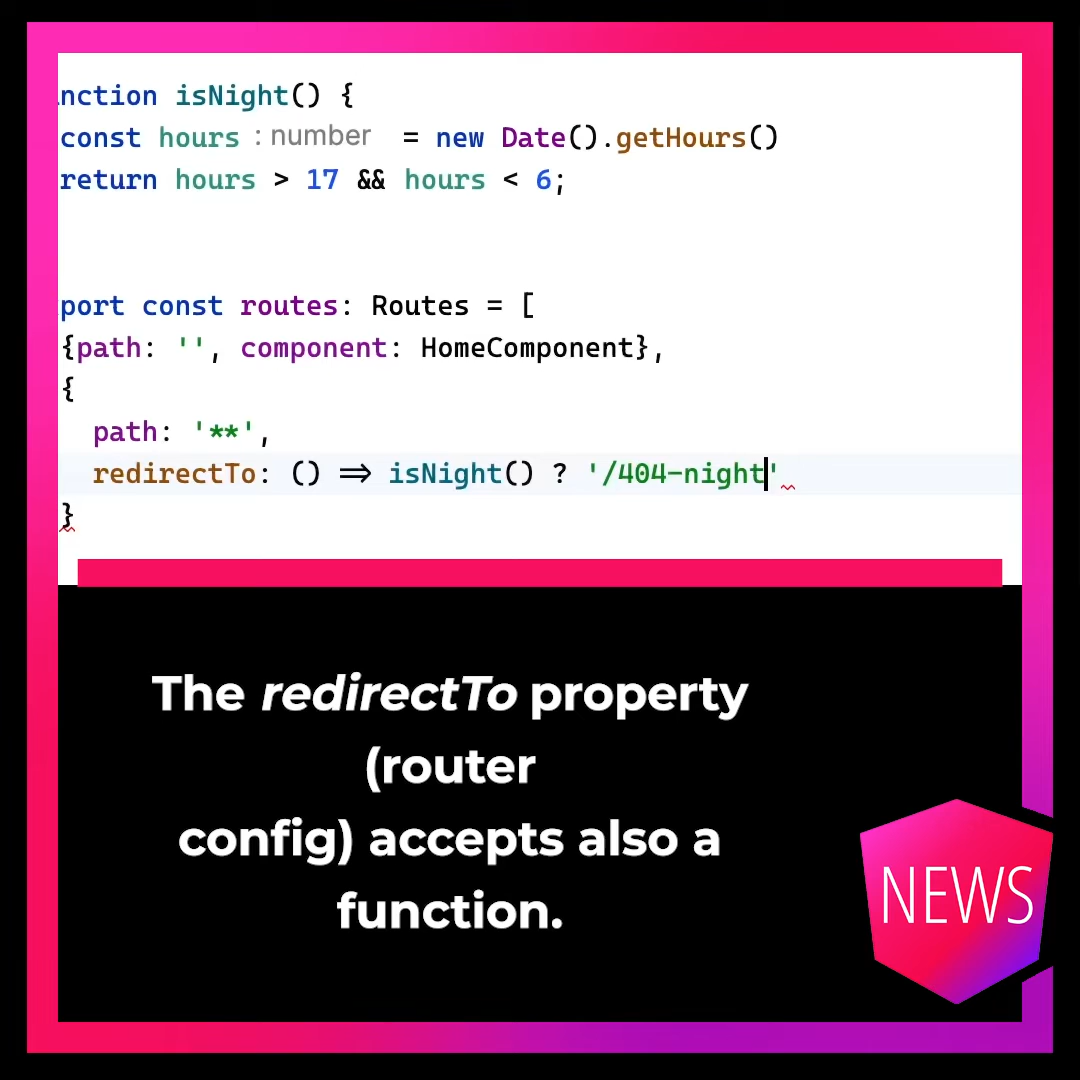 nction isNight() {
const hours : number = new Date().getHours()
return hours > 17 && hours < 6;
port const routes: Routes = [
{path: '', component: HomeComponent},
{
path: '**',
redirectTo: () => isNight() ? '/404-night'
}
The redirectTo property
(router
config) accepts also a
function.
NEWS